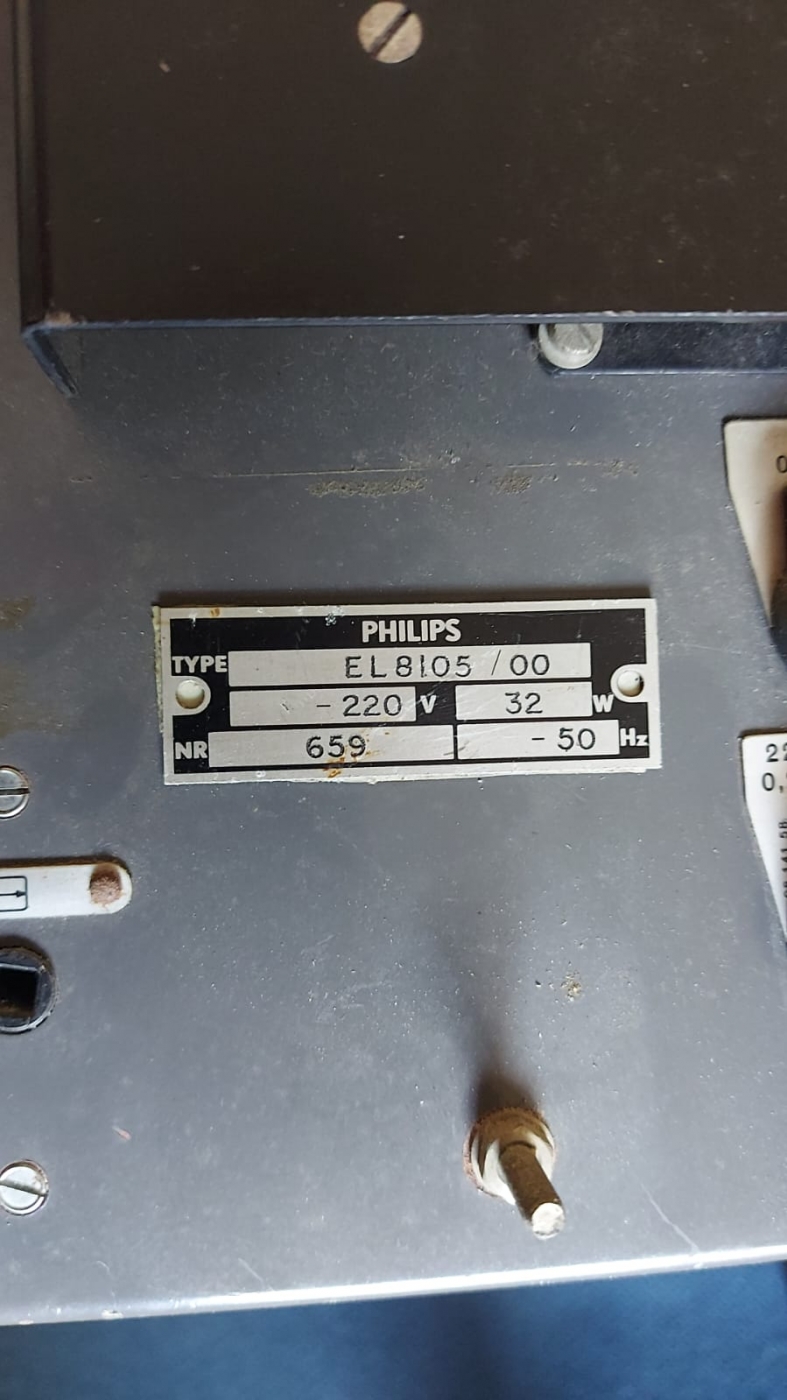 PHILIPS
TYPE EL8105/00
-220 V 32 W
NR 659 -50 Hz